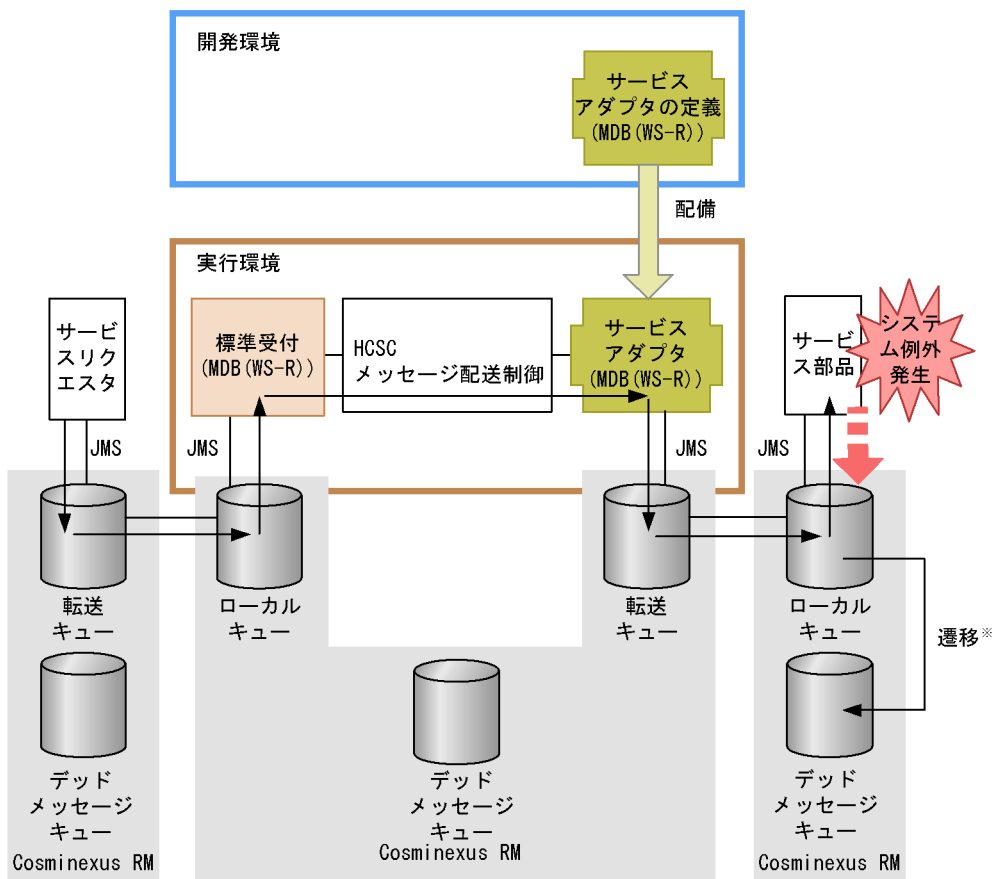 開発環境
サービス
アダプタの定義
(MDB(WS-R))
配備
実行環境
サービ
スリク
エスタ
標準受付
(MDB(WS-R))
HCSC
メッセージ配送制御
サービス
アダプタ
(MDB(WS-R))
サービ
ス部品
システ
ム例外
発生
JMS
JMS
JMS
JMS
転送
キュー
ローカル
キュー
転送
キュー
ローカル
キュー
遷移※
デッド
メッセージ
キュー
デッド
メッセージ
キュー
デッド
メッセージ
キュー
Cosminexus RM
Cosminexus RM
Cosminexus RM